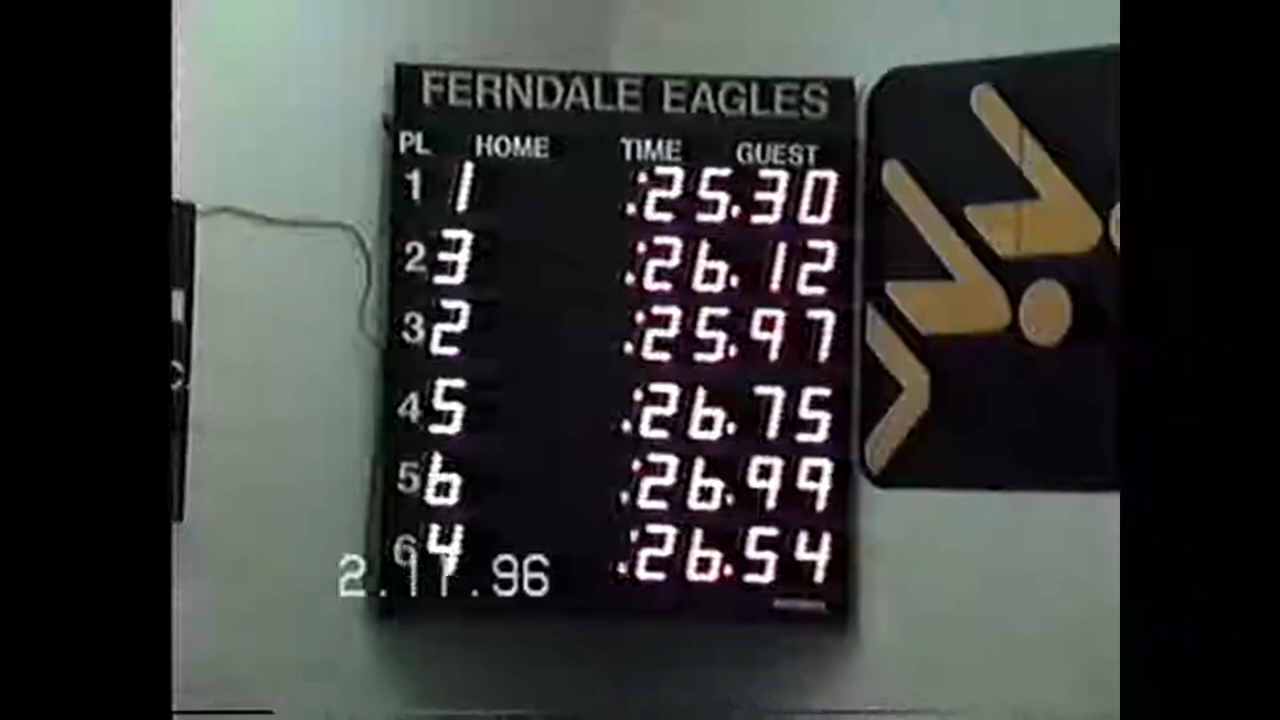 FERNDALE EAGLES
PL HOME TIME GUEST
1 1 :25.30
2 3 :26.12
3 2 :25.97
4 5 :26.75
5 6 :26.99
6 4 :26.54
2.17.96